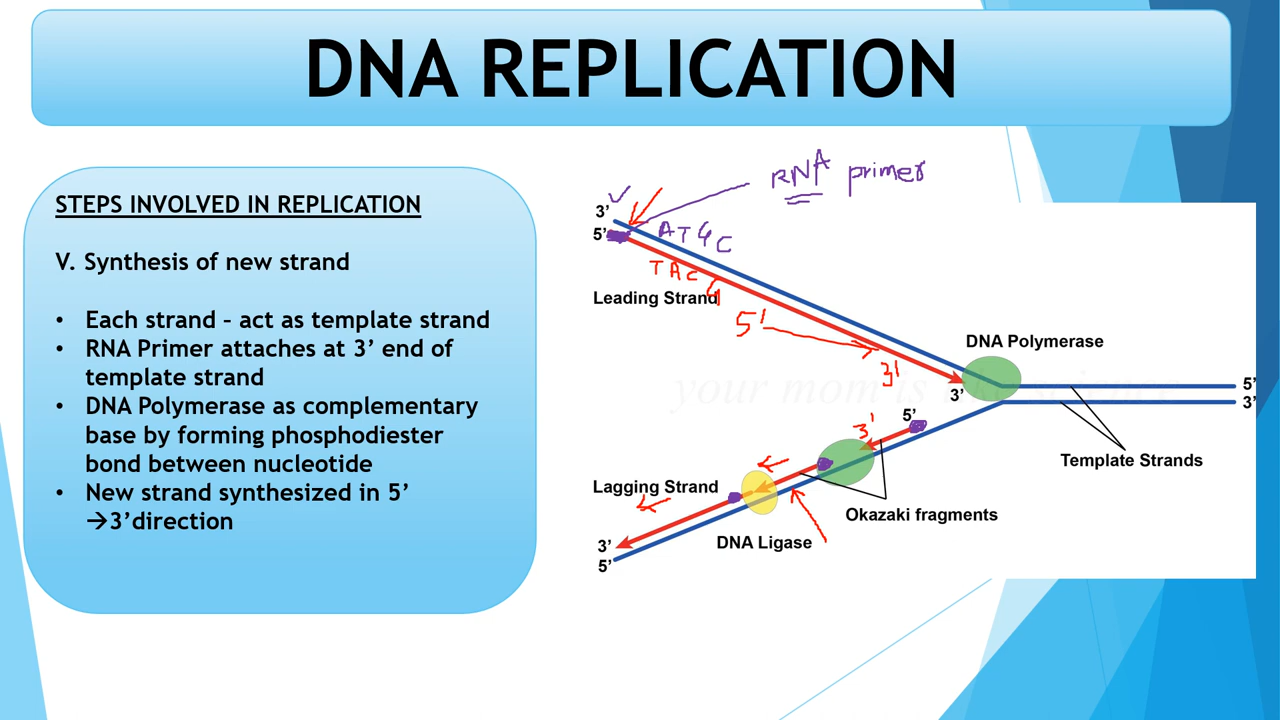 DNA REPLICATION
STEPS INVOLVED IN REPLICATION
V. Synthesis of new strand
• Each strand – act as template strand
• RNA Primer attaches at 3’ end of
template strand
• DNA Polymerase as complementary
base by forming phosphodiester
bond between nucleotide
• New strand synthesized in 5’
→3’direction
RNA primer
3’
5’
A T G C
T A C G
Leading Strand
5'
3'
DNA Polymerase
3’
5’
3’
Template Strands
your mom is
5’
3'
Lagging Strand
Okazaki fragments
DNA Ligase
3’
5’